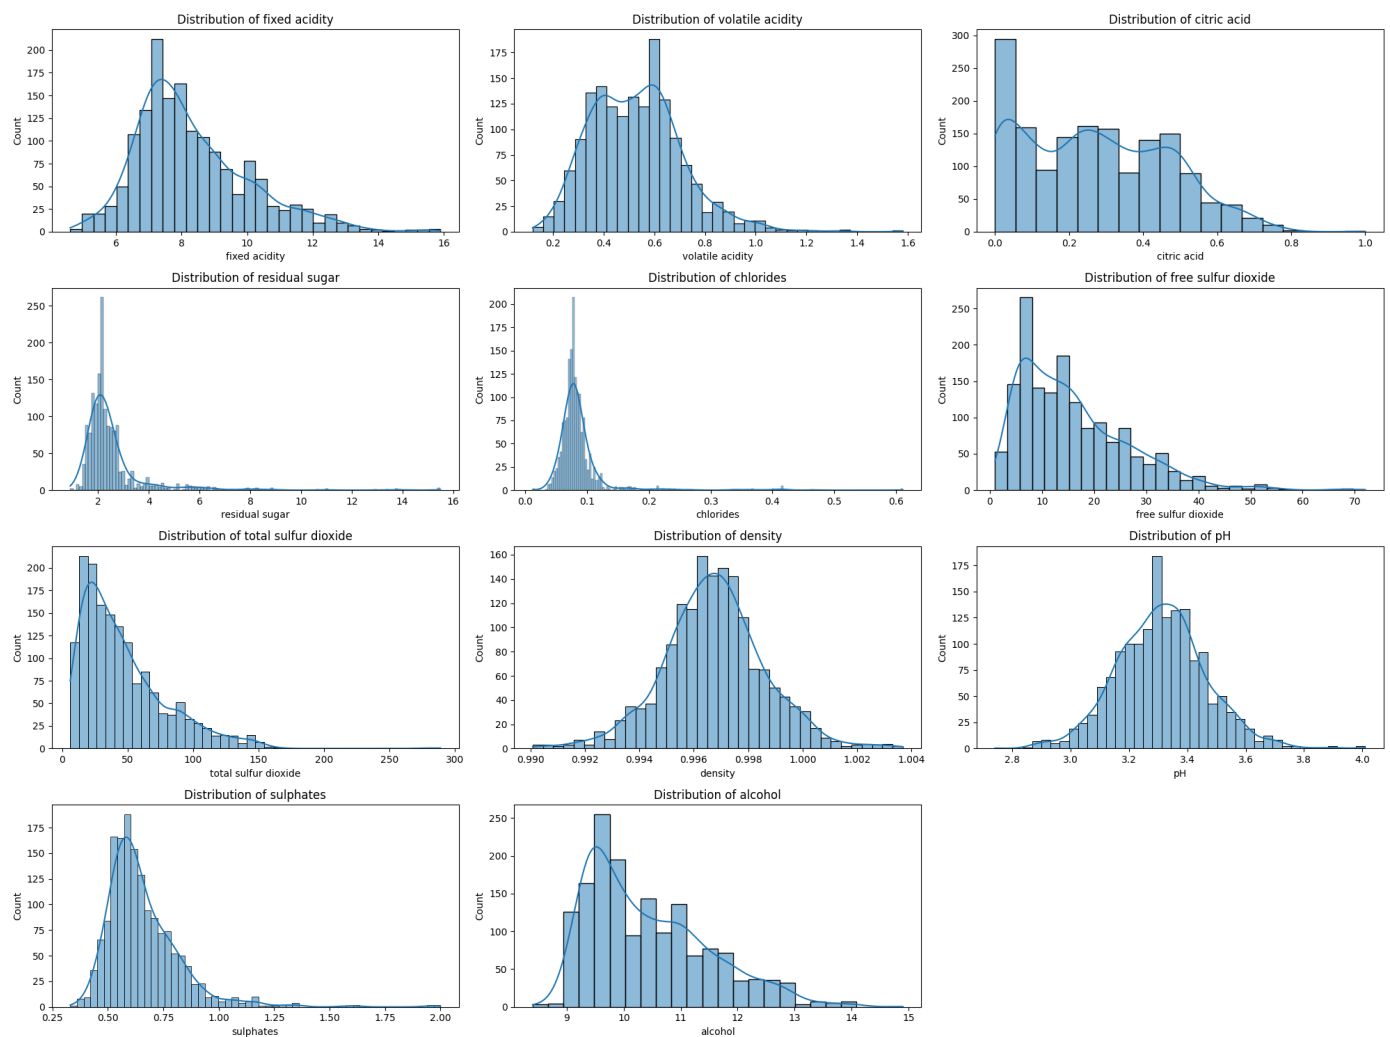 Distribution of fixed acidity
Count
200
175
150
125
100
75
50
25
0
6 8 10 12 14 16
fixed acidity
Distribution of volatile acidity
Count
175
150
125
100
75
50
25
0
0.2 0.4 0.6 0.8 1.0 1.2 1.4 1.6
volatile acidity
Distribution of citric acid
Count
300
250
200
150
100
50
0
0.0 0.2 0.4 0.6 0.8 1.0
citric acid
Distribution of residual sugar
Count
250
200
150
100
50
0
2 4 6 8 10 12 14 16
residual sugar
Distribution of chlorides
Count
200
175
150
125
100
75
50
25
0
0.0 0.1 0.2 0.3 0.4 0.5 0.6
chlorides
Distribution of free sulfur dioxide
Count
250
200
150
100
50
0
0 10 20 30 40 50 60 70
free sulfur dioxide
Distribution of total sulfur dioxide
Count
200
175
150
125
100
75
50
25
0
0 50 100 150 200 250 300
total sulfur dioxide
Distribution of density
Count
160
140
120
100
80
60
40
20
0
0.990 0.992 0.994 0.996 0.998 1.000 1.002 1.004
density
Distribution of pH
Count
175
150
125
100
75
50
25
0
2.8 3.0 3.2 3.4 3.6 3.8 4.0
pH
Distribution of sulphates
Count
175
150
125
100
75
50
25
0
0.25 0.50 0.75 1.00 1.25 1.50 1.75 2.00
sulphates
Distribution of alcohol
Count
250
200
150
100
50
0
9 10 11 12 13 14 15
alcohol